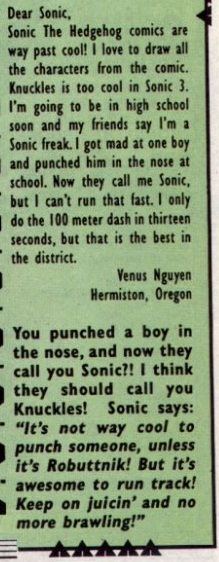 Dear Sonic,
Sonic The Hedgehog comics are
way past cool! I love to draw all
the characters from the comic.
Knuckles is too cool in Sonic 3.
I'm going to be in high school
soon and my friends say I'm a
Sonic freak. I got mad at one boy
and punched him in the nose at
school. Now they call me Sonic,
but I can't run that fast. I only
do the 100 meter dash in thirteen
seconds, but that is the best in
the district.
Venus Nguyen
Hermiston, Oregon
You punched a boy in
the nose, and now they
call you Sonic?! I think
they should call you
Knuckles! Sonic says:
"It's not way cool to
punch someone, unless
it's Robuttnik! But it's
awesome to run track!
Keep on juicin' and no
more brawling!"